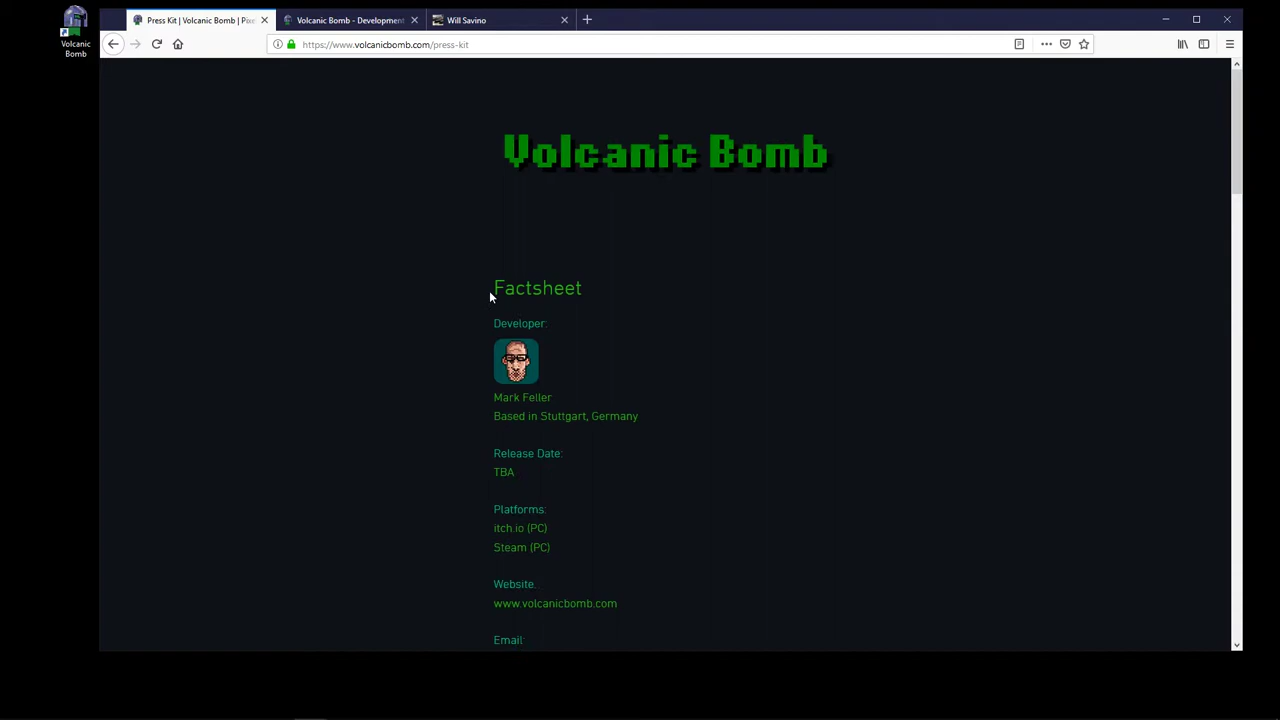 Press Kit | Volcanic Bomb | Pixe
Volcanic Bomb - Development
Will Savino
Volcanic
Bomb
https://www.volcanicbomb.com/press-kit
Volcanic Bomb
Factsheet
Developer:
Mark Feller
Based in Stuttgart, Germany
Release Date:
TBA
Platforms:
itch.io (PC)
Steam (PC)
Website:
www.volcanicbomb.com
Email: